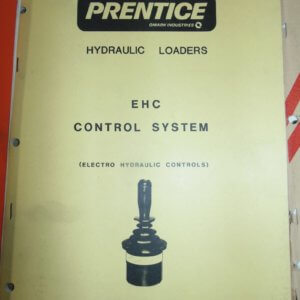 PRENTICE
OMARK INDUSTRIES
HYDRAULIC LOADERS
EHC
CONTROL SYSTEM
(ELECTRO HYDRAULIC CONTROLS)